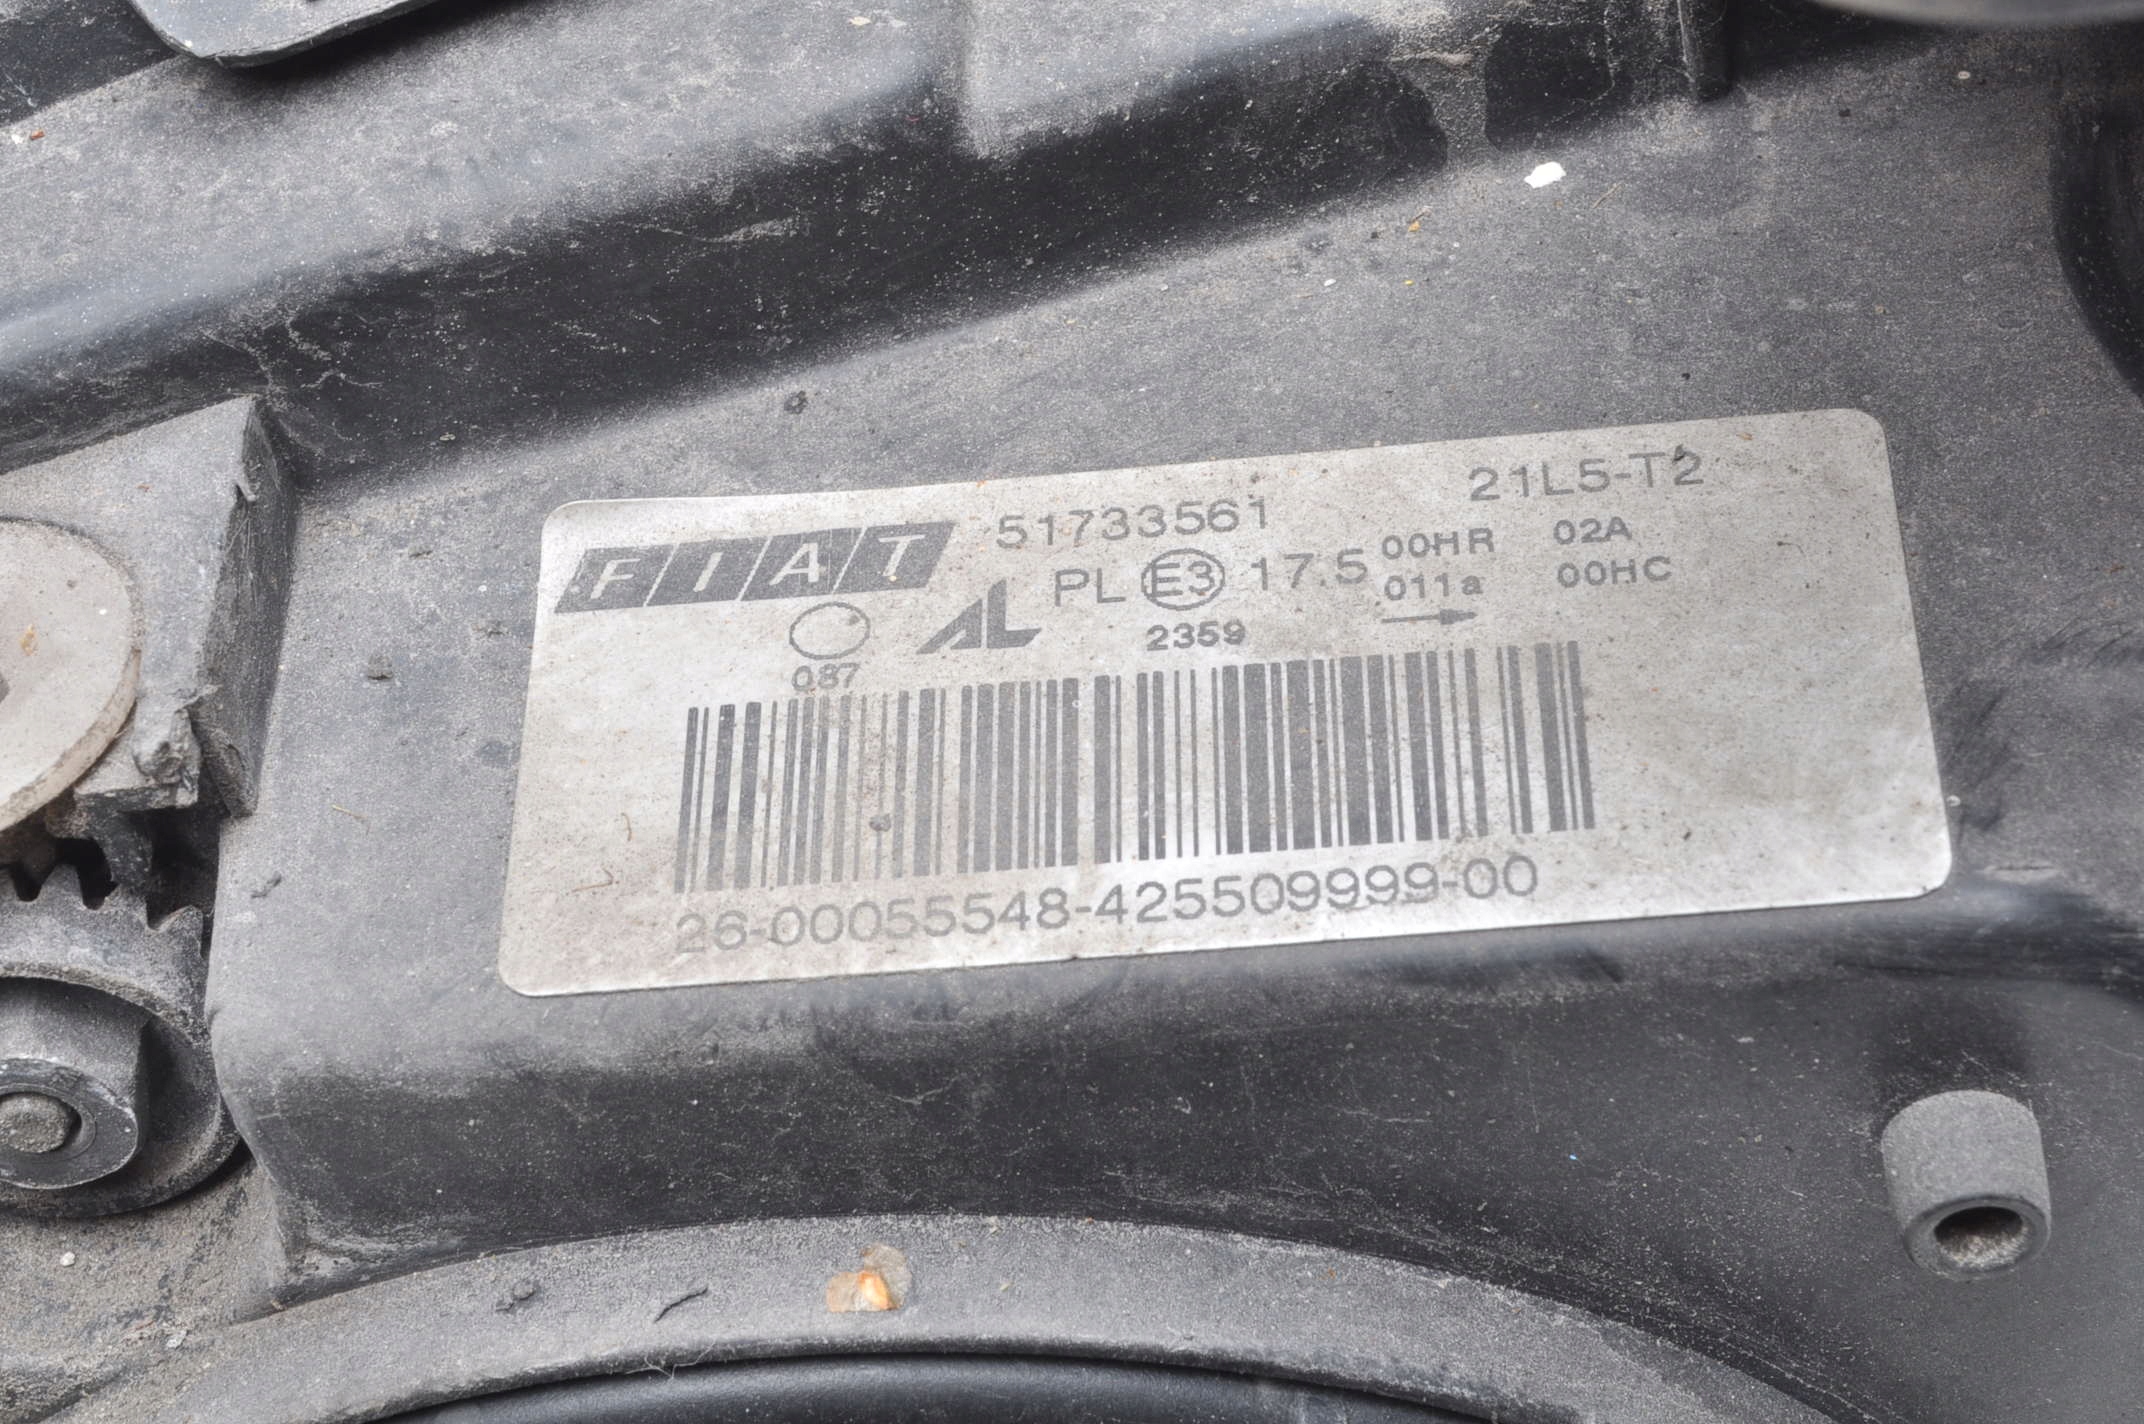 21L5-T2
FIAT 51733561
PL E3 17.5 00HR 02A
011a 00HC
AL
2359
087
26-00055548-425509999-00